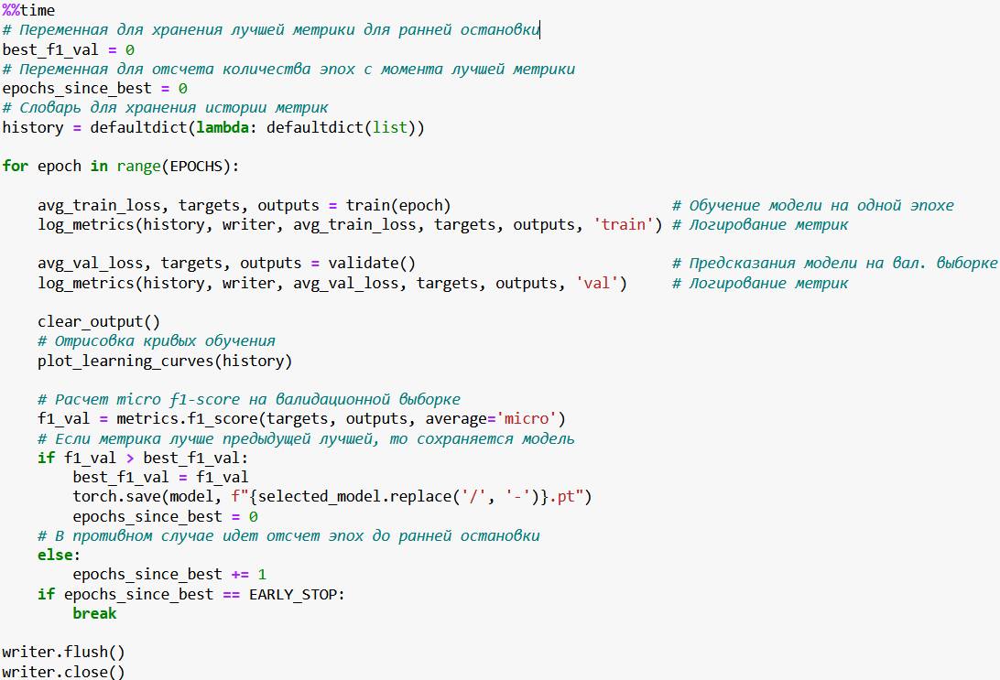 %%time
# Переменная для хранения лучшей метрики для ранней остановки
best_f1_val = 0
# Переменная для отсчета количества эпох с момента лучшей метрики
epochs_since_best = 0
# Словарь для хранения истории метрик
history = defaultdict(lambda: defaultdict(list))

for epoch in range(EPOCHS):

    avg_train_loss, targets, outputs = train(epoch)                         # Обучение модели на одной эпохе
    log_metrics(history, writer, avg_train_loss, targets, outputs, 'train') # Логирование метрик

    avg_val_loss, targets, outputs = validate()                             # Предсказания модели на вал. выборке
    log_metrics(history, writer, avg_val_loss, targets, outputs, 'val')     # Логирование метрик

    clear_output()
    # Отрисовка кривых обучения
    plot_learning_curves(history)

    # Расчет micro f1-score на валидационной выборке
    f1_val = metrics.f1_score(targets, outputs, average='micro')
    # Если метрика лучше предыдущей лучшей, то сохраняется модель
    if f1_val > best_f1_val:
        best_f1_val = f1_val
        torch.save(model, f"{selected_model.replace('/', '-')}.pt")
        epochs_since_best = 0
    # В противном случае идет отсчет эпох до ранней остановки
    else:
        epochs_since_best += 1
    if epochs_since_best == EARLY_STOP:
        break

writer.flush()
writer.close()